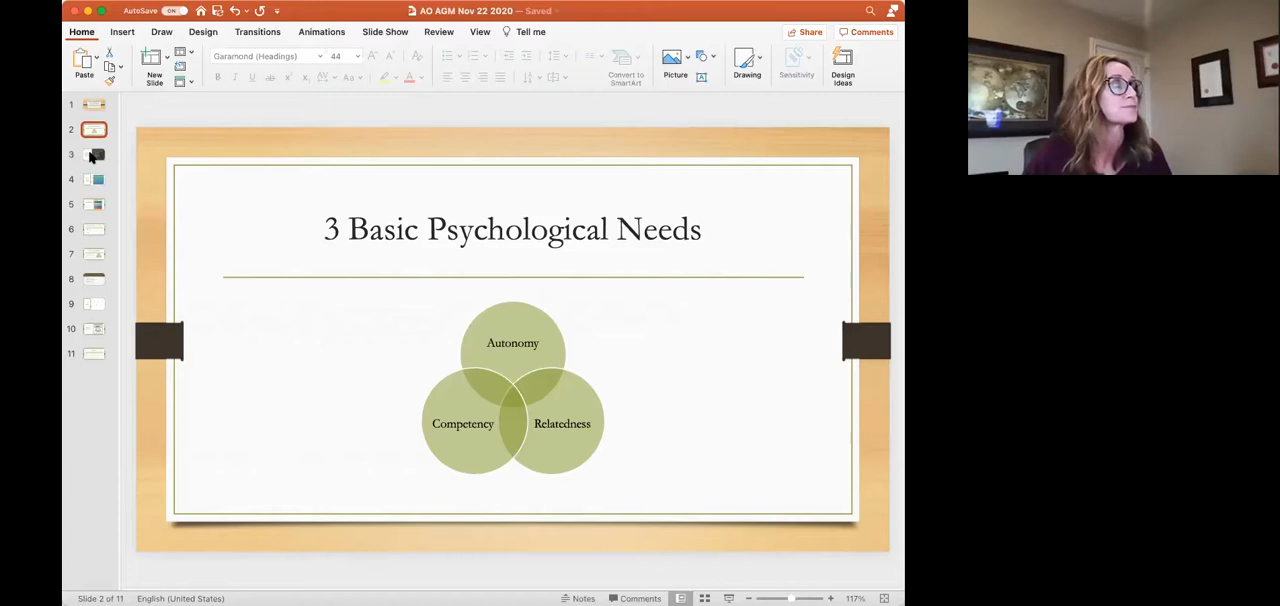 AutoSave ON
AO AGM Nov 22 2020 — Saved
Home Insert Draw Design Transitions Animations Slide Show Review View Tell me
Share Comments
Paste
New Slide
Garamond (Headings) 44
B I U ab x x AV Aa A
Convert to SmartArt
Picture
Drawing
Sensitivity
Design Ideas
1
2
3
4
5
6
7
8
9
10
11
3 Basic Psychological Needs
Autonomy
Competency
Relatedness
Slide 2 of 11 English (United States)
Notes Comments 117%